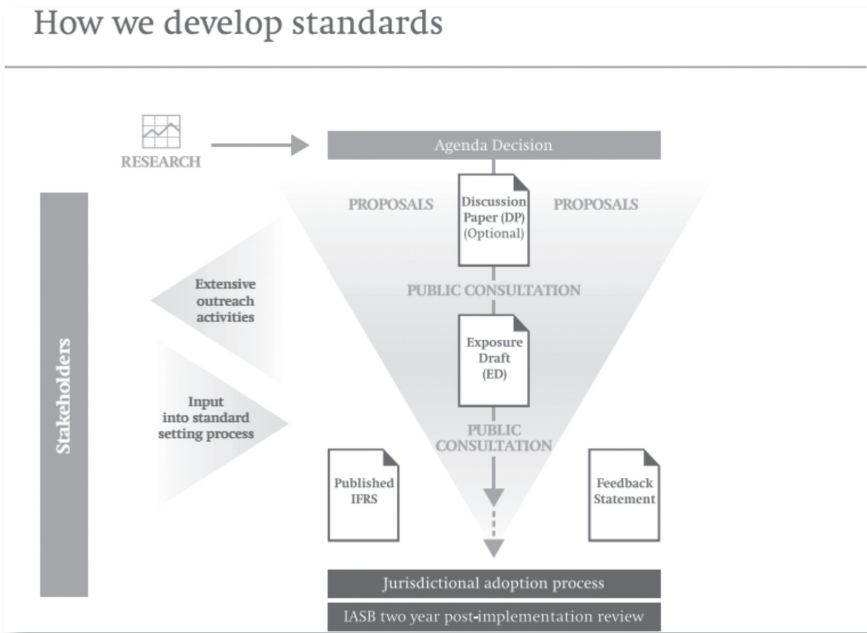 How we develop standards
RESEARCH
Agenda Decision
PROPOSALS
Discussion
Paper (DP)
(Optional)
PROPOSALS
PUBLIC CONSULTATION
Extensive
outreach
activities
Exposure
Draft
(ED)
Stakeholders
Input
into standard
setting process
PUBLIC
CONSULTATION
Published
IFRS
Feedback
Statement
Jurisdictional adoption process
IASB two year post-implementation review